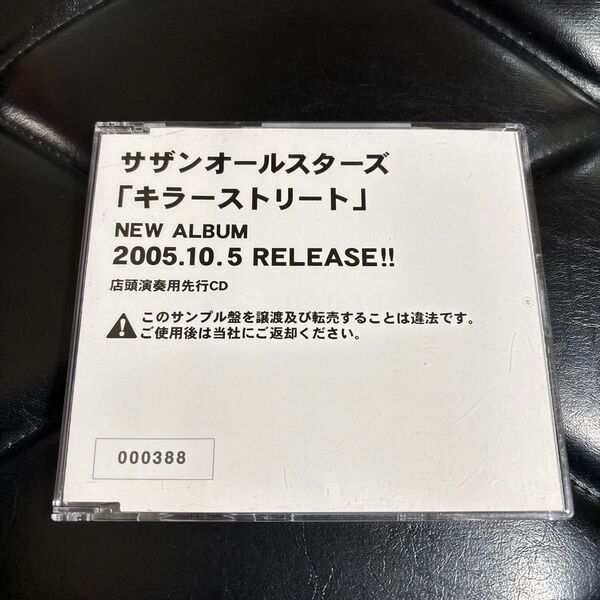 サザンオールスターズ
「キラーストリート」
NEW ALBUM
2005.10.5 RELEASE!!
店頭演奏用先行CD
このサンプル盤を譲渡及び転売することは違法です。
ご使用後は当社にご返却ください。
000388